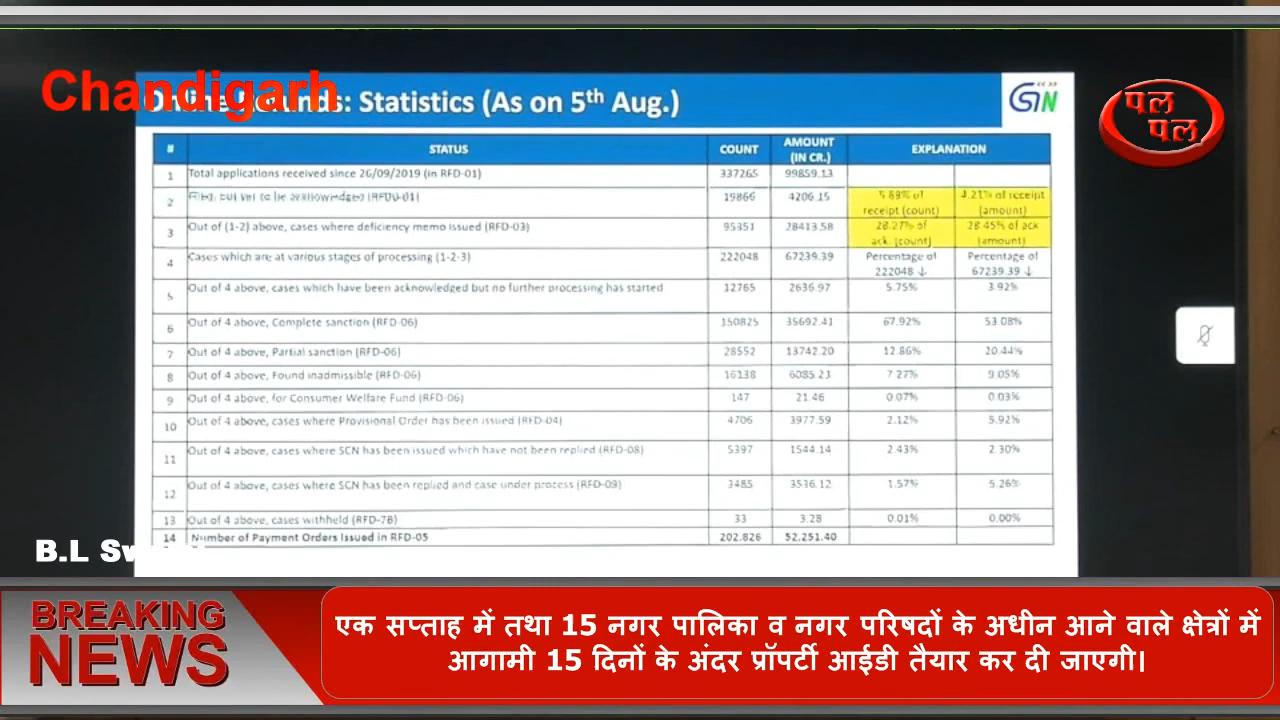 Chandigarh
Statistics (As on 5th Aug.)
GSTN
पल
पल
# STATUS COUNT AMOUNT (IN CR.) EXPLANATION
1 Total applications received since 26/09/2019 (in RFD-01) 337265 99859.13
2 19866 4206.15 5.89% of receipt (count) 4.21% of receipt (amount)
3 Out of (1-2) above, cases where deficiency memo issued (RFD-03) 95351 28413.58 28.27% of ack. (count) 28.45% of ack (amount)
4 Cases which are at various stages of processing (1-2-3) 222048 67239.39 Percentage of 222048 ↓ Percentage of 67239.39 ↓
5 Out of 4 above, cases which have been acknowledged but no further processing has started 12765 2636.97 5.75% 3.92%
6 Out of 4 above, Complete sanction (RFD-06) 150825 35692.41 67.92% 53.08%
7 Out of 4 above, Partial sanction (RFD-06) 28552 13742.20 12.86% 20.44%
8 Out of 4 above, Found inadmissible (RFD-06) 16138 6085.23 7.27% 9.05%
9 Out of 4 above, for Consumer Welfare Fund (RFD-06) 147 21.46 0.07% 0.03%
10 Out of 4 above, cases where Provisional Order has been issued (RFD-04) 4706 3977.59 2.12% 5.92%
11 Out of 4 above, cases where SCN has been issued which have not been replied (RFD-08) 5397 1544.14 2.43% 2.30%
12 Out of 4 above, cases where SCN has been replied and case under process (RFD-09) 3485 3536.12 1.57% 5.26%
13 Out of 4 above, cases withheld (RFD-7B) 33 3.28 0.01% 0.00%
14 Number of Payment Orders Issued in RFD-05 202,826 52,251.40
B.L
BREAKING
NEWS
एक सप्ताह में तथा 15 नगर पालिका व नगर परिषदों के अधीन आने वाले क्षेत्रों में
आगामी 15 दिनों के अंदर प्रॉपर्टी आईडी तैयार कर दी जाएगी।